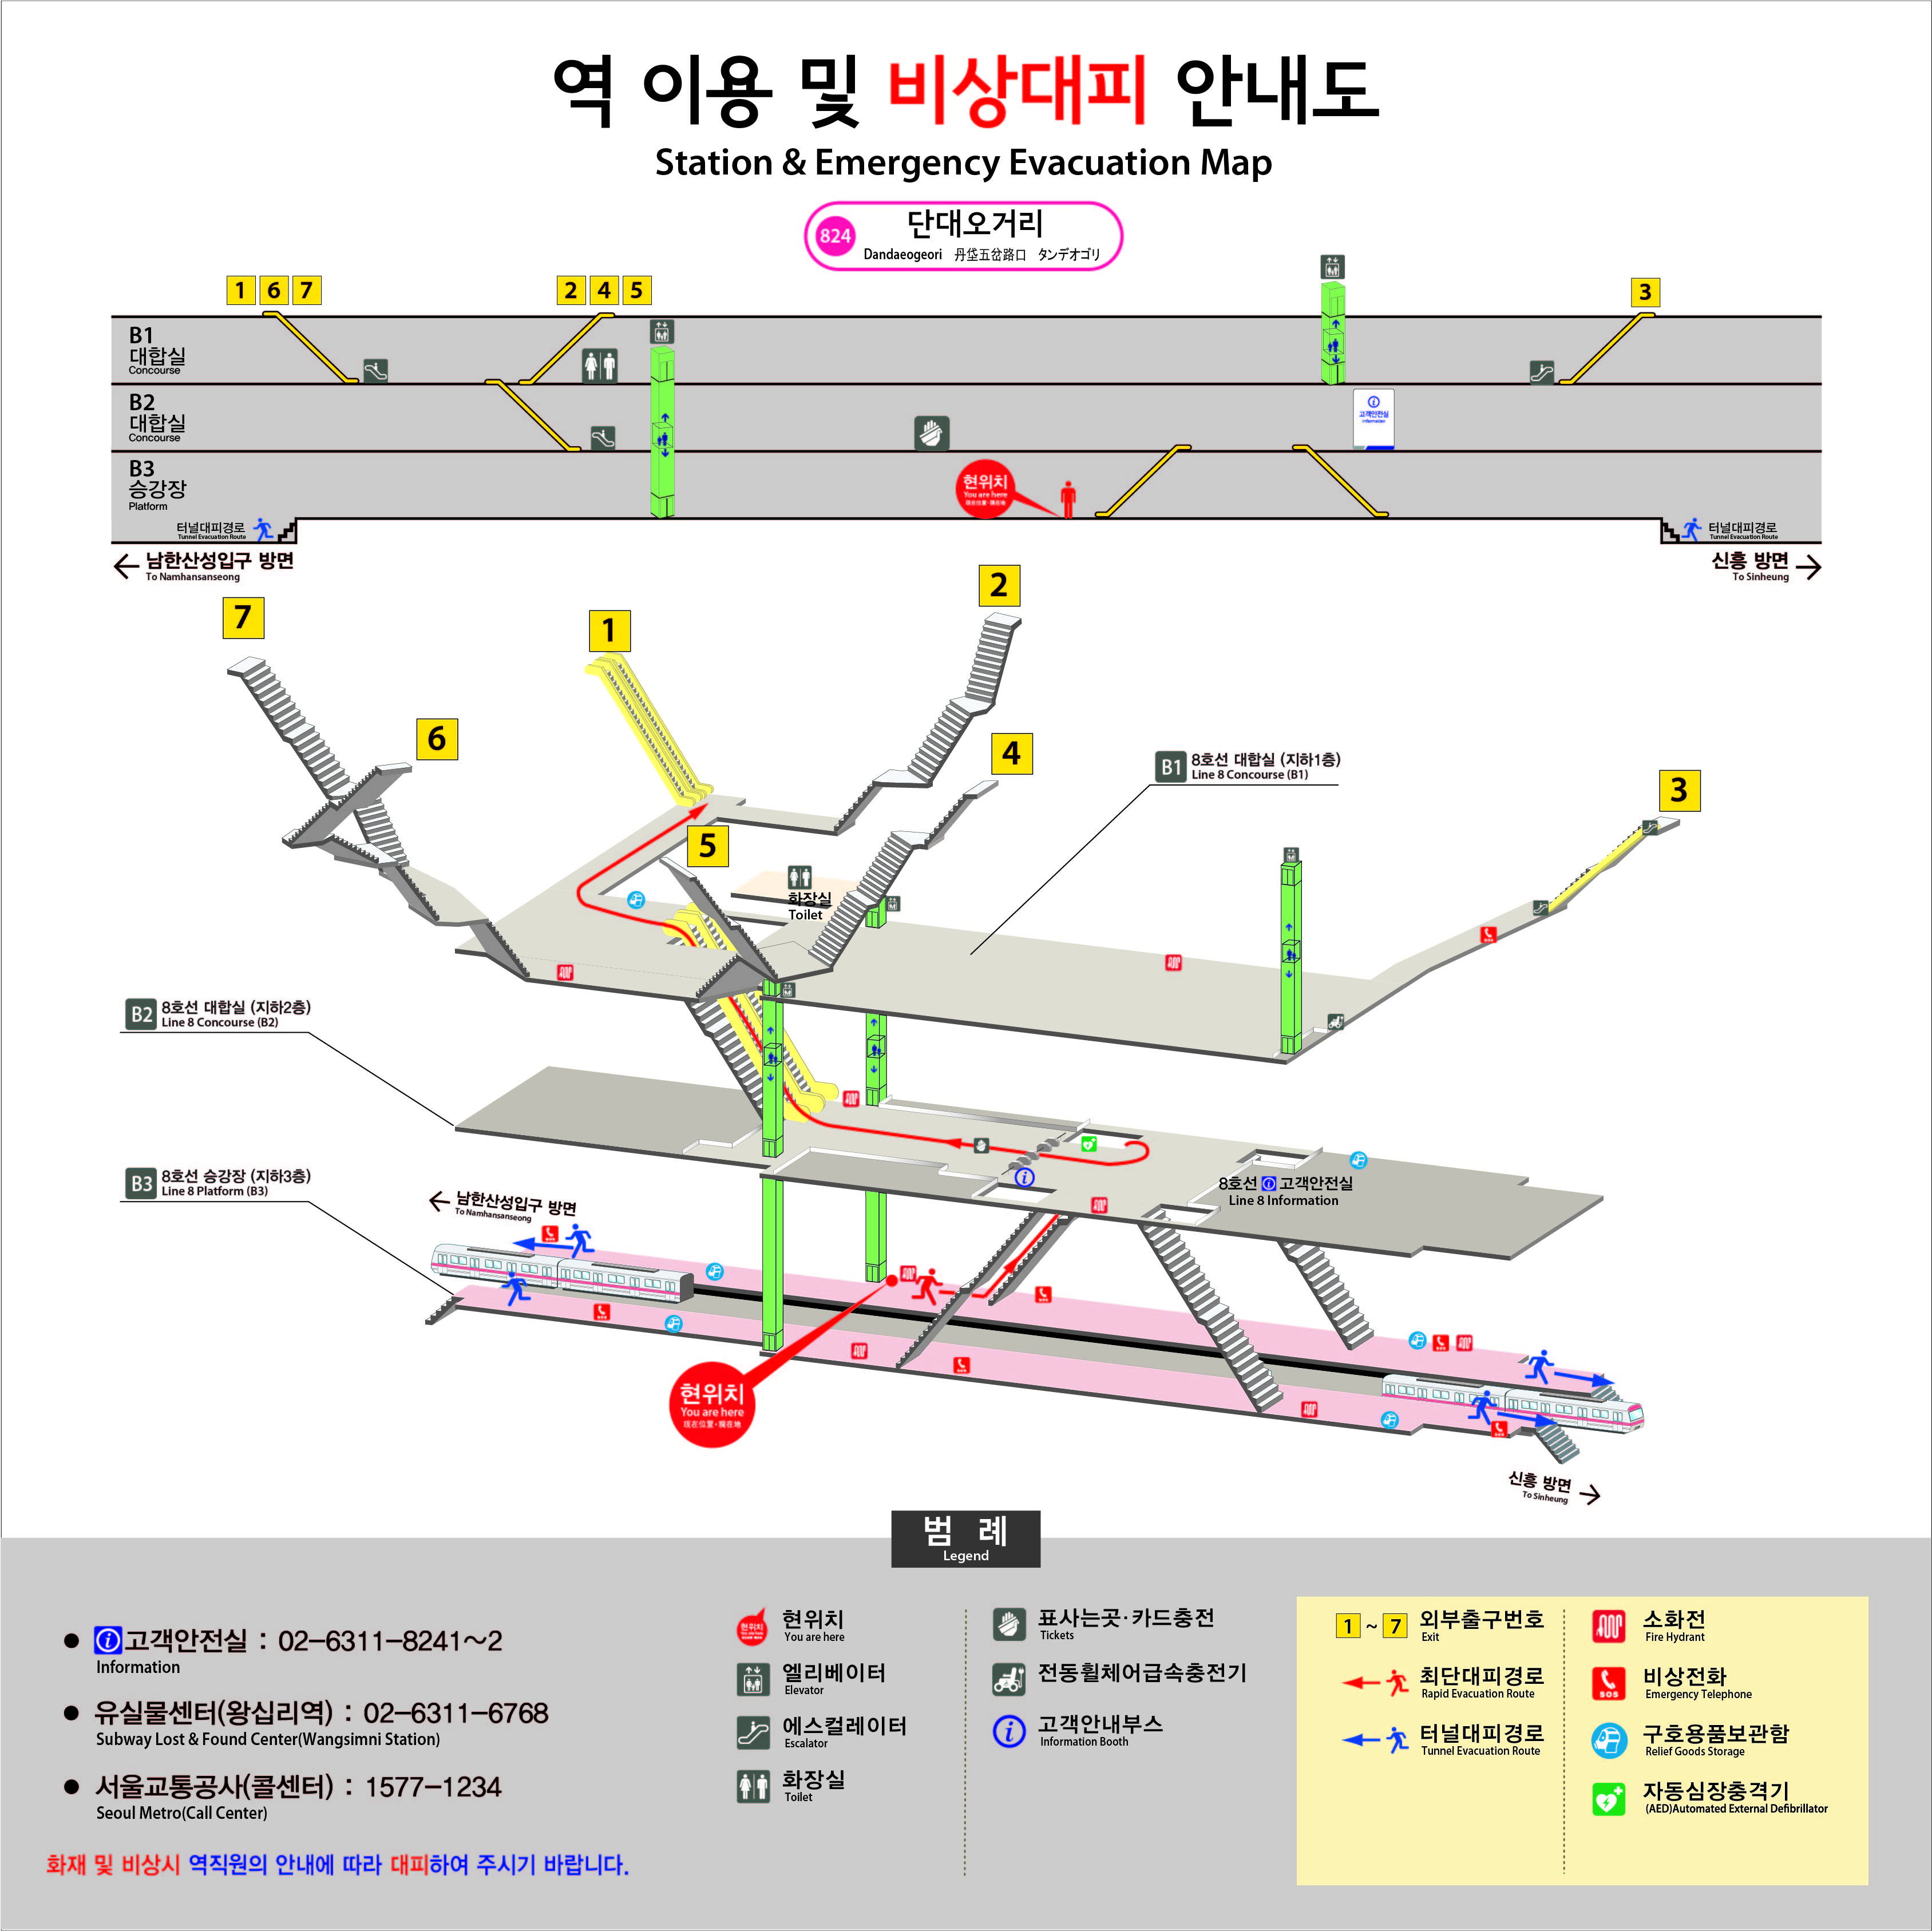 역 이용 및 비상대피 안내도
Station & Emergency Evacuation Map
824
단대오거리
Dandaeogeori 丹垈五岔路口 タンデオゴリ
1 6 7
2 4 5
3
B1
대합실
Concourse
B2
대합실
Concourse
고객안전실
Information
B3
승강장
Platform
현위치
You are here
터널대피경로
Tunnel Evacuation Route
터널대피경로
Tunnel Evacuation Route
남한산성입구 방면
To Namhansanseong
신흥 방면
To Sinheung
7
1
2
6
4
5
3
B1 8호선 대합실 (지하1층)
Line 8 Concourse (B1)
화장실
Toilet
B2 8호선 대합실 (지하2층)
Line 8 Concourse (B2)
B3 8호선 승강장 (지하3층)
Line 8 Platform (B3)
남한산성입구 방면
To Namhansanseong
8호선 고객안전실
Line 8 Information
현위치
You are here
现在位置·現在地
신흥 방면
To Sinheung
범 례
Legend
고객안전실 : 02-6311-8241~2
Information
유실물센터(왕십리역) : 02-6311-6768
Subway Lost & Found Center(Wangsimni Station)
서울교통공사(콜센터) : 1577-1234
Seoul Metro(Call Center)
화재 및 비상시 역직원의 안내에 따라 대피하여 주시기 바랍니다.
현위치
You are here
엘리베이터
Elevator
에스컬레이터
Escalator
화장실
Toilet
표사는곳·카드충전
Tickets
전동휠체어급속충전기
고객안내부스
Information Booth
1 ~ 7 외부출구번호
Exit
최단대피경로
Rapid Evacuation Route
터널대피경로
Tunnel Evacuation Route
소화전
Fire Hydrant
SOS
비상전화
Emergency Telephone
구호용품보관함
Relief Goods Storage
자동심장충격기
(AED)Automated External Defibrillator